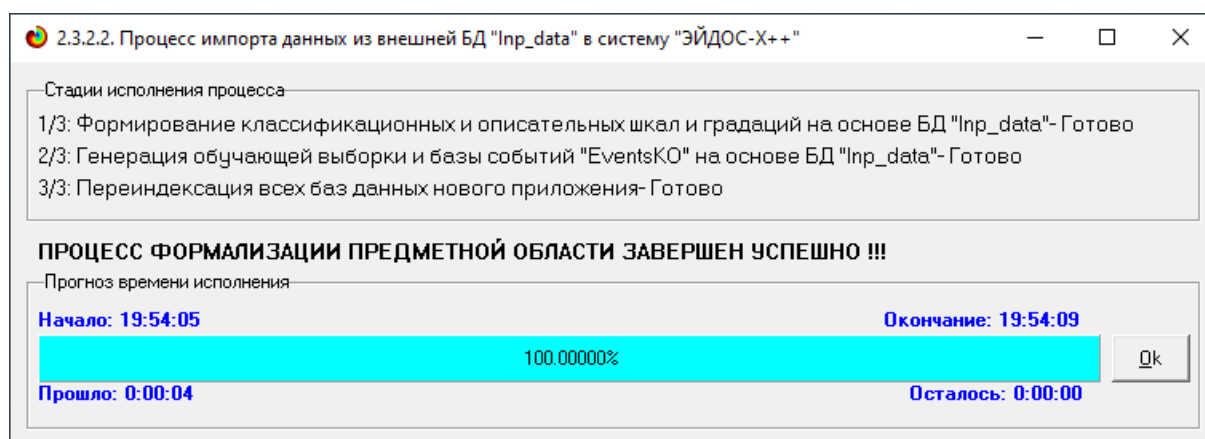 2.3.2.2. Процесс импорта данных из внешней БД "Inp_data" в систему "ЭЙДОС-X++"
Стадии исполнения процесса
1/3: Формирование классификационных и описательных шкал и градаций на основе БД "Inp_data"- Готово
2/3: Генерация обучающей выборки и базы событий "EventsKO" на основе БД "Inp_data"- Готово
3/3: Переиндексация всех баз данных нового приложения- Готово
ПРОЦЕСС ФОРМАЛИЗАЦИИ ПРЕДМЕТНОЙ ОБЛАСТИ ЗАВЕРШЕН УСПЕШНО !!!
Прогноз времени исполнения
Начало: 19:54:05 Окончание: 19:54:09
100.00000% Ok
Прошло: 0:00:04 Осталось: 0:00:00